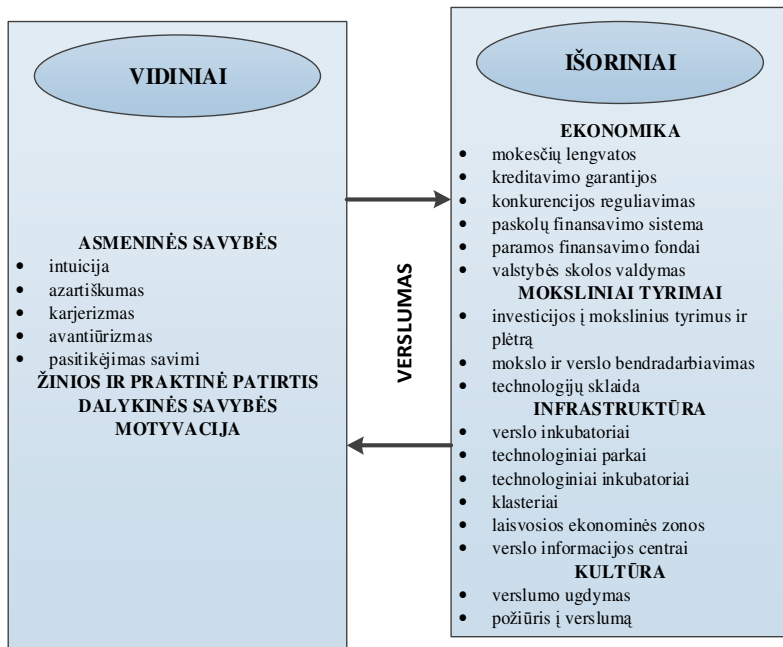 VIDINIAI
ASMENINĖS SAVYBĖS
• intuicija
• azartiškumas
• karjerizmas
• avantiūrizmas
• pasitikėjimas savimi
ŽINIOS IR PRAKTINĖ PATIRTIS
DALYKINĖS SAVYBĖS
MOTYVACIJA
VERSLUMAS
IŠORINIAI
EKONOMIKA
• mokesčių lengvatos
• kreditavimo garantijos
• konkurencijos reguliavimas
• paskolų finansavimo sistema
• paramos finansavimo fondai
• valstybės skolos valdymas
MOKSLINIAI TYRIMAI
• investicijos į mokslinius tyrimus ir
plėtrą
• mokslo ir verslo bendradarbiavimas
• technologijų sklaida
INFRASTRUKTŪRA
• verslo inkubatoriai
• technologiniai parkai
• technologiniai inkubatoriai
• klasteriai
• laisvosios ekonominės zonos
• verslo informacijos centrai
KULTŪRA
• verslumo ugdymas
• požiūris į verslumą